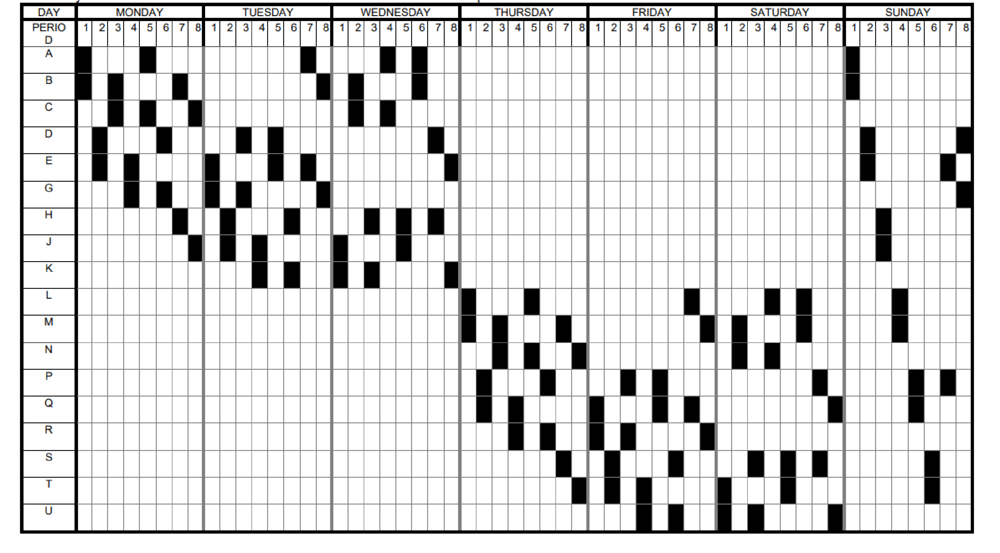 DAY MONDAY TUESDAY WEDNESDAY THURSDAY FRIDAY SATURDAY SUNDAY
PERIO 1 2 3 4 5 6 7 8 1 2 3 4 5 6 7 8 1 2 3 4 5 6 7 8 1 2 3 4 5 6 7 8 1 2 3 4 5 6 7 8 1 2 3 4 5 6 7 8 1 2 3 4 5 6 7 8
D
A
B
C
D
E
G
H
J
K
L
M
N
P
Q
R
S
T
U